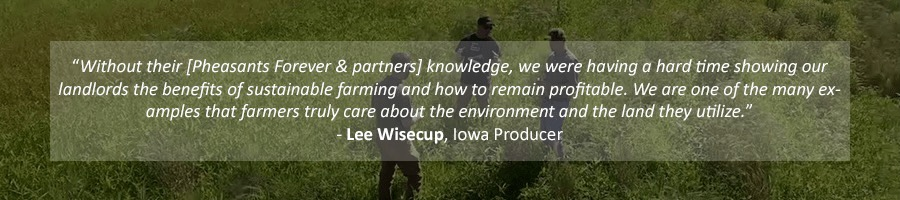 “Without their [Pheasants Forever & partners] knowledge, we were having a hard time showing our
landlords the benefits of sustainable farming and how to remain profitable. We are one of the many ex-
amples that farmers truly care about the environment and the land they utilize.”
- Lee Wisecup, Iowa Producer